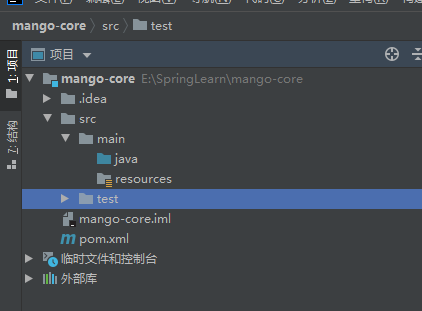 mango-core src test
项目
1: 项目
7: 结构
mango-core E:\SpringLearn\mango-core
.idea
src
main
java
resources
test
mango-core.iml
m pom.xml
临时文件和控制台
外部库